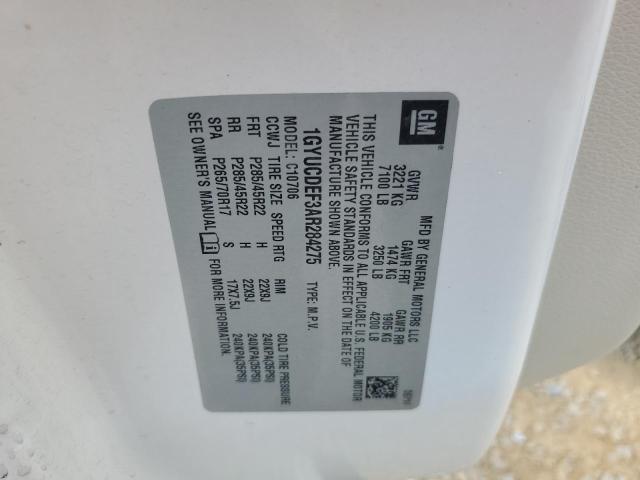 GM
MFD BY GENERAL MOTORS LLC
GVWR GAWR FRT GAWR RR
3221 KG 1474 KG 1905 KG
7100 LB 3250 LB 4200 LB
THIS VEHICLE CONFORMS TO ALL APPLICABLE U.S. FEDERAL MOTOR
VEHICLE SAFETY STANDARDS IN EFFECT ON THE DATE OF
MANUFACTURE SHOWN ABOVE.
1GYUCDEF3AR284275 TYPE: M.P.V.
MODEL: C10706
CCWJ TIRE SIZE SPEED RTG RIM COLD TIRE PRESSURE
FRT P285/45R22 H 22X9J 240KPA(35PSI)
RR P285/45R22 H 22X9J 240KPA(35PSI)
SPA P265/70R17 S 17X7.5J 240KPA(35PSI)
SEE OWNER'S MANUAL FOR MORE INFORMATION.